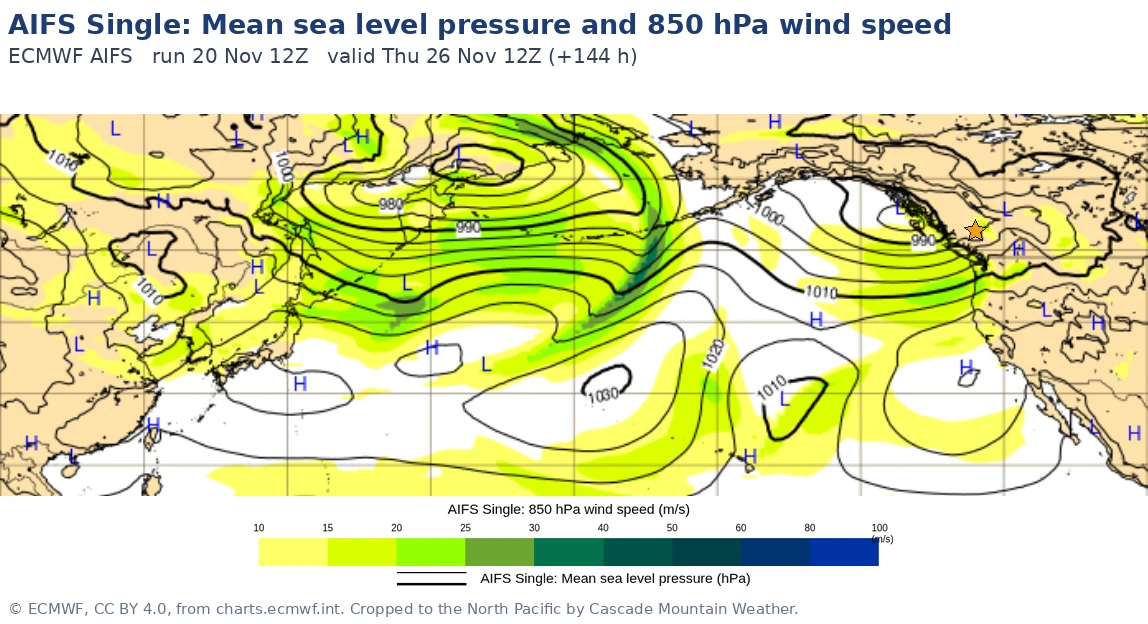 AIFS Single: Mean sea level pressure and 850 hPa wind speed
ECMWF AIFS run 20 Nov 12Z valid Thu 26 Nov 12Z (+144 h)
L H L H L L H L
1010 1000 980 990 1000 990 1010
H L H L L H
L H L 1010 H L
1010 H L H
L H L 1020 H L H
H 1030 1010 L H
H H L H L H
AIFS Single: 850 hPa wind speed (m/s)
10 15 20 25 30 40 50 60 80 100
(m/s)
AIFS Single: Mean sea level pressure (hPa)
© ECMWF, CC BY 4.0, from charts.ecmwf.int. Cropped to the North Pacific by Cascade Mountain Weather.